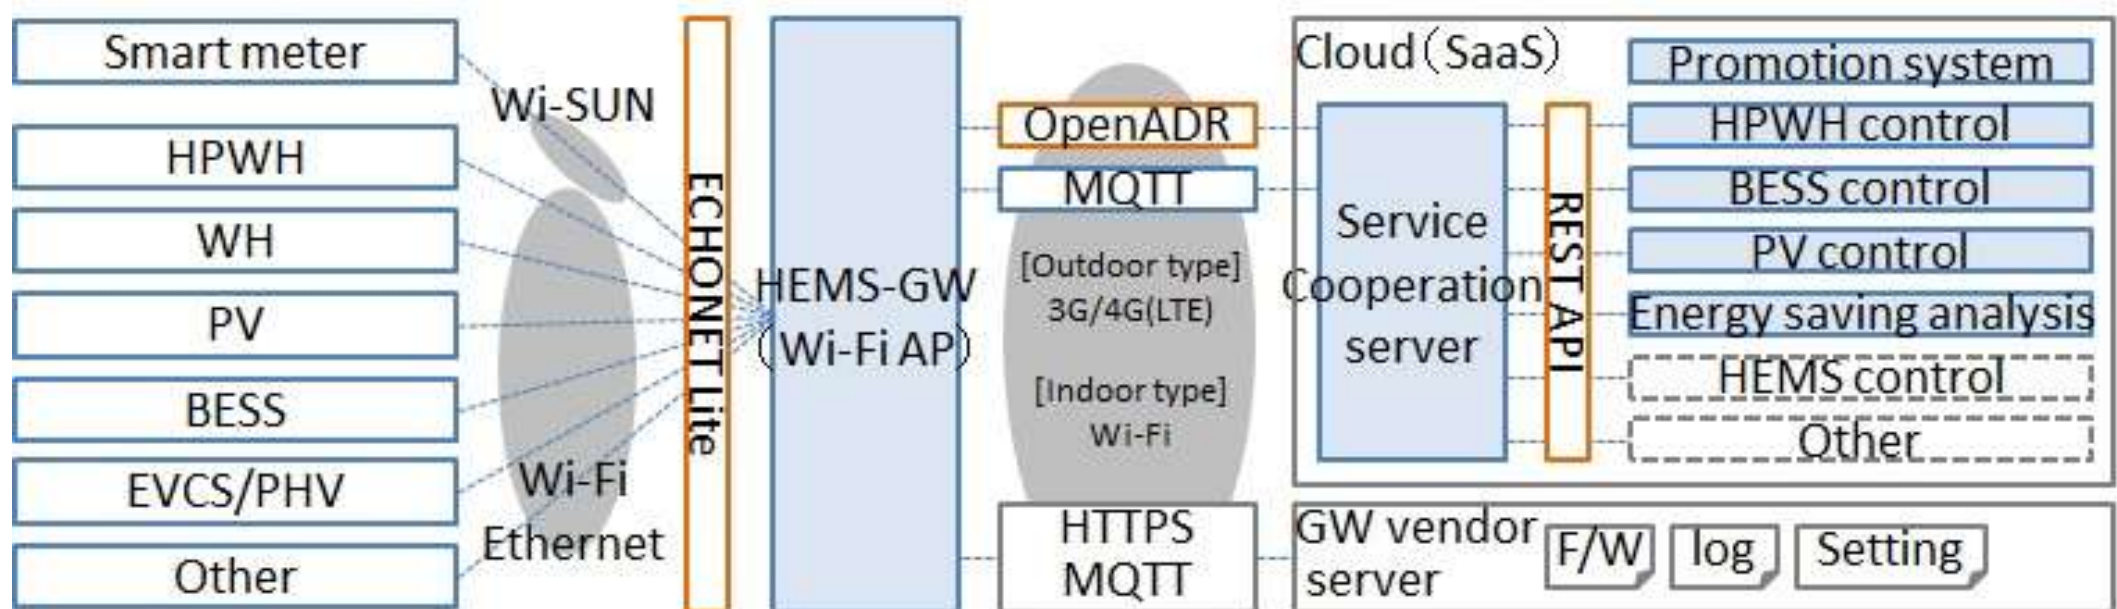 Smart meter
HPWH
WH
PV
BESS
EVCS/PHV
Other
Wi-SUN
Wi-Fi
Ethernet
ECHONET Lite
HEMS-GW
(Wi-Fi AP)
OpenADR
MQTT
[Outdoor type]
3G/4G(LTE)
[Indoor type]
Wi-Fi
HTTPS
MQTT
Cloud(SaaS)
Service
Cooperation
server
REST API
Promotion system
HPWH control
BESS control
PV control
Energy saving analysis
HEMS control
Other
GW vendor
server
F/W
log
Setting